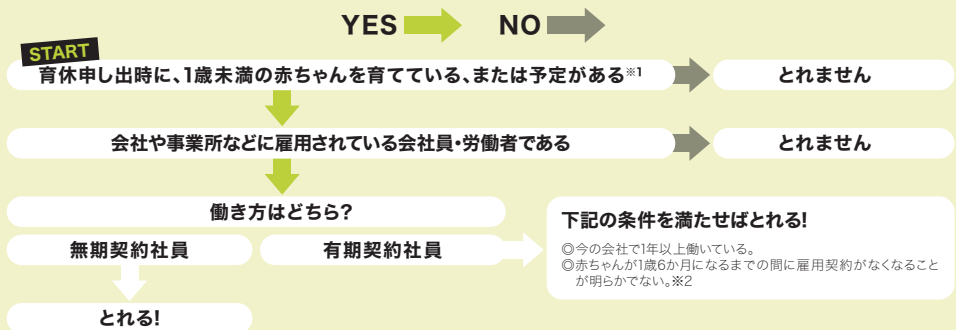 YES NO
START
育休申し出時に、1歳未満の赤ちゃんを育てている、または予定がある※1
とれません
会社や事業所などに雇用されている会社員・労働者である
とれません
働き方はどちら？
無期契約社員
有期契約社員
下記の条件を満たせばとれる！
◎今の会社で1年以上働いている。
◎赤ちゃんが1歳6か月になるまでの間に雇用契約がなくなること
が明らかでない。※2
とれる！